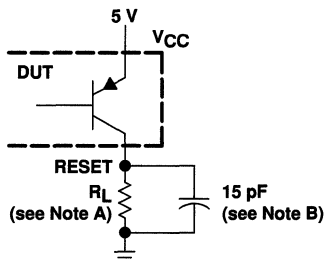 5 V
VCC
DUT
RESET
RL
(see Note A)
15 pF
(see Note B)